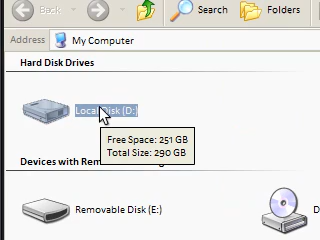 Back
Search
Folders
Address
My Computer
Hard Disk Drives
Local Disk (D:)
Free Space: 251 GB
Total Size: 290 GB
Devices with Rem
Removable Disk (E:)
D